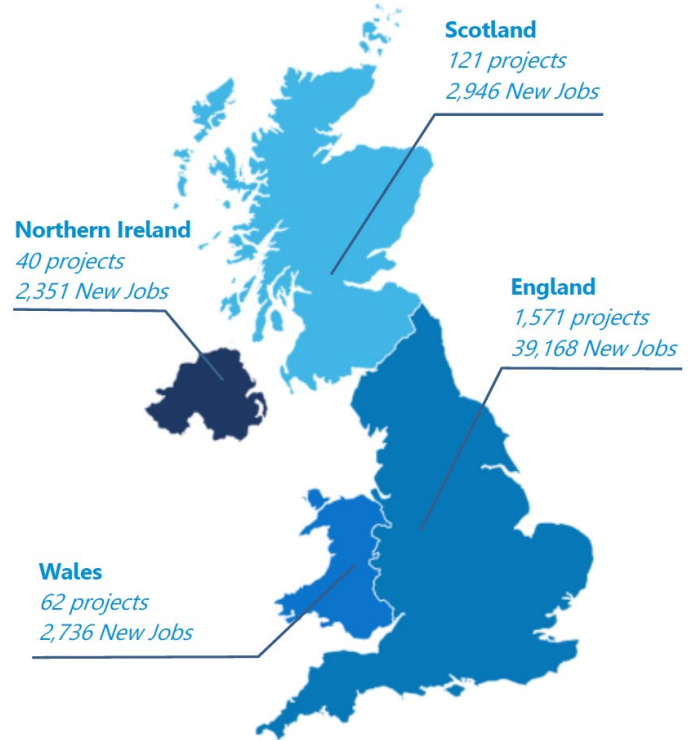 Scotland
121 projects
2,946 New Jobs
Northern Ireland
40 projects
2,351 New Jobs
England
1,571 projects
39,168 New Jobs
Wales
62 projects
2,736 New Jobs